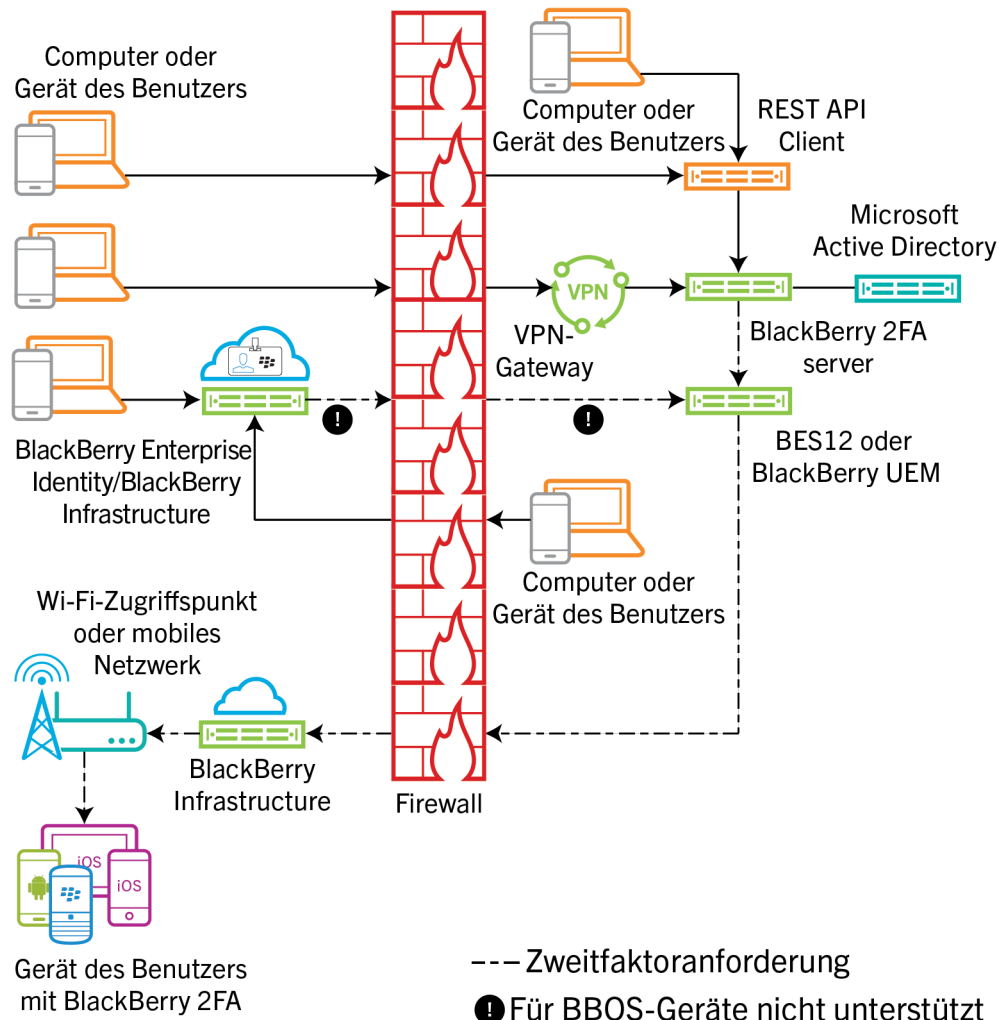 Computer oder
Gerät des Benutzers
Computer oder
Gerät des Benutzers
REST API
Client
Microsoft
Active Directory
VPN
VPN-
Gateway
BlackBerry 2FA
server
!
!
BlackBerry Enterprise
Identity/BlackBerry
Infrastructure
BES12 oder
BlackBerry UEM
Computer oder
Gerät des Benutzers
Wi-Fi-Zugriffspunkt
oder mobiles
Netzwerk
BlackBerry
Infrastructure
Firewall
iOS
iOS
Gerät des Benutzers
mit BlackBerry 2FA
Zweitfaktoranforderung
! Für BBOS-Geräte nicht unterstützt